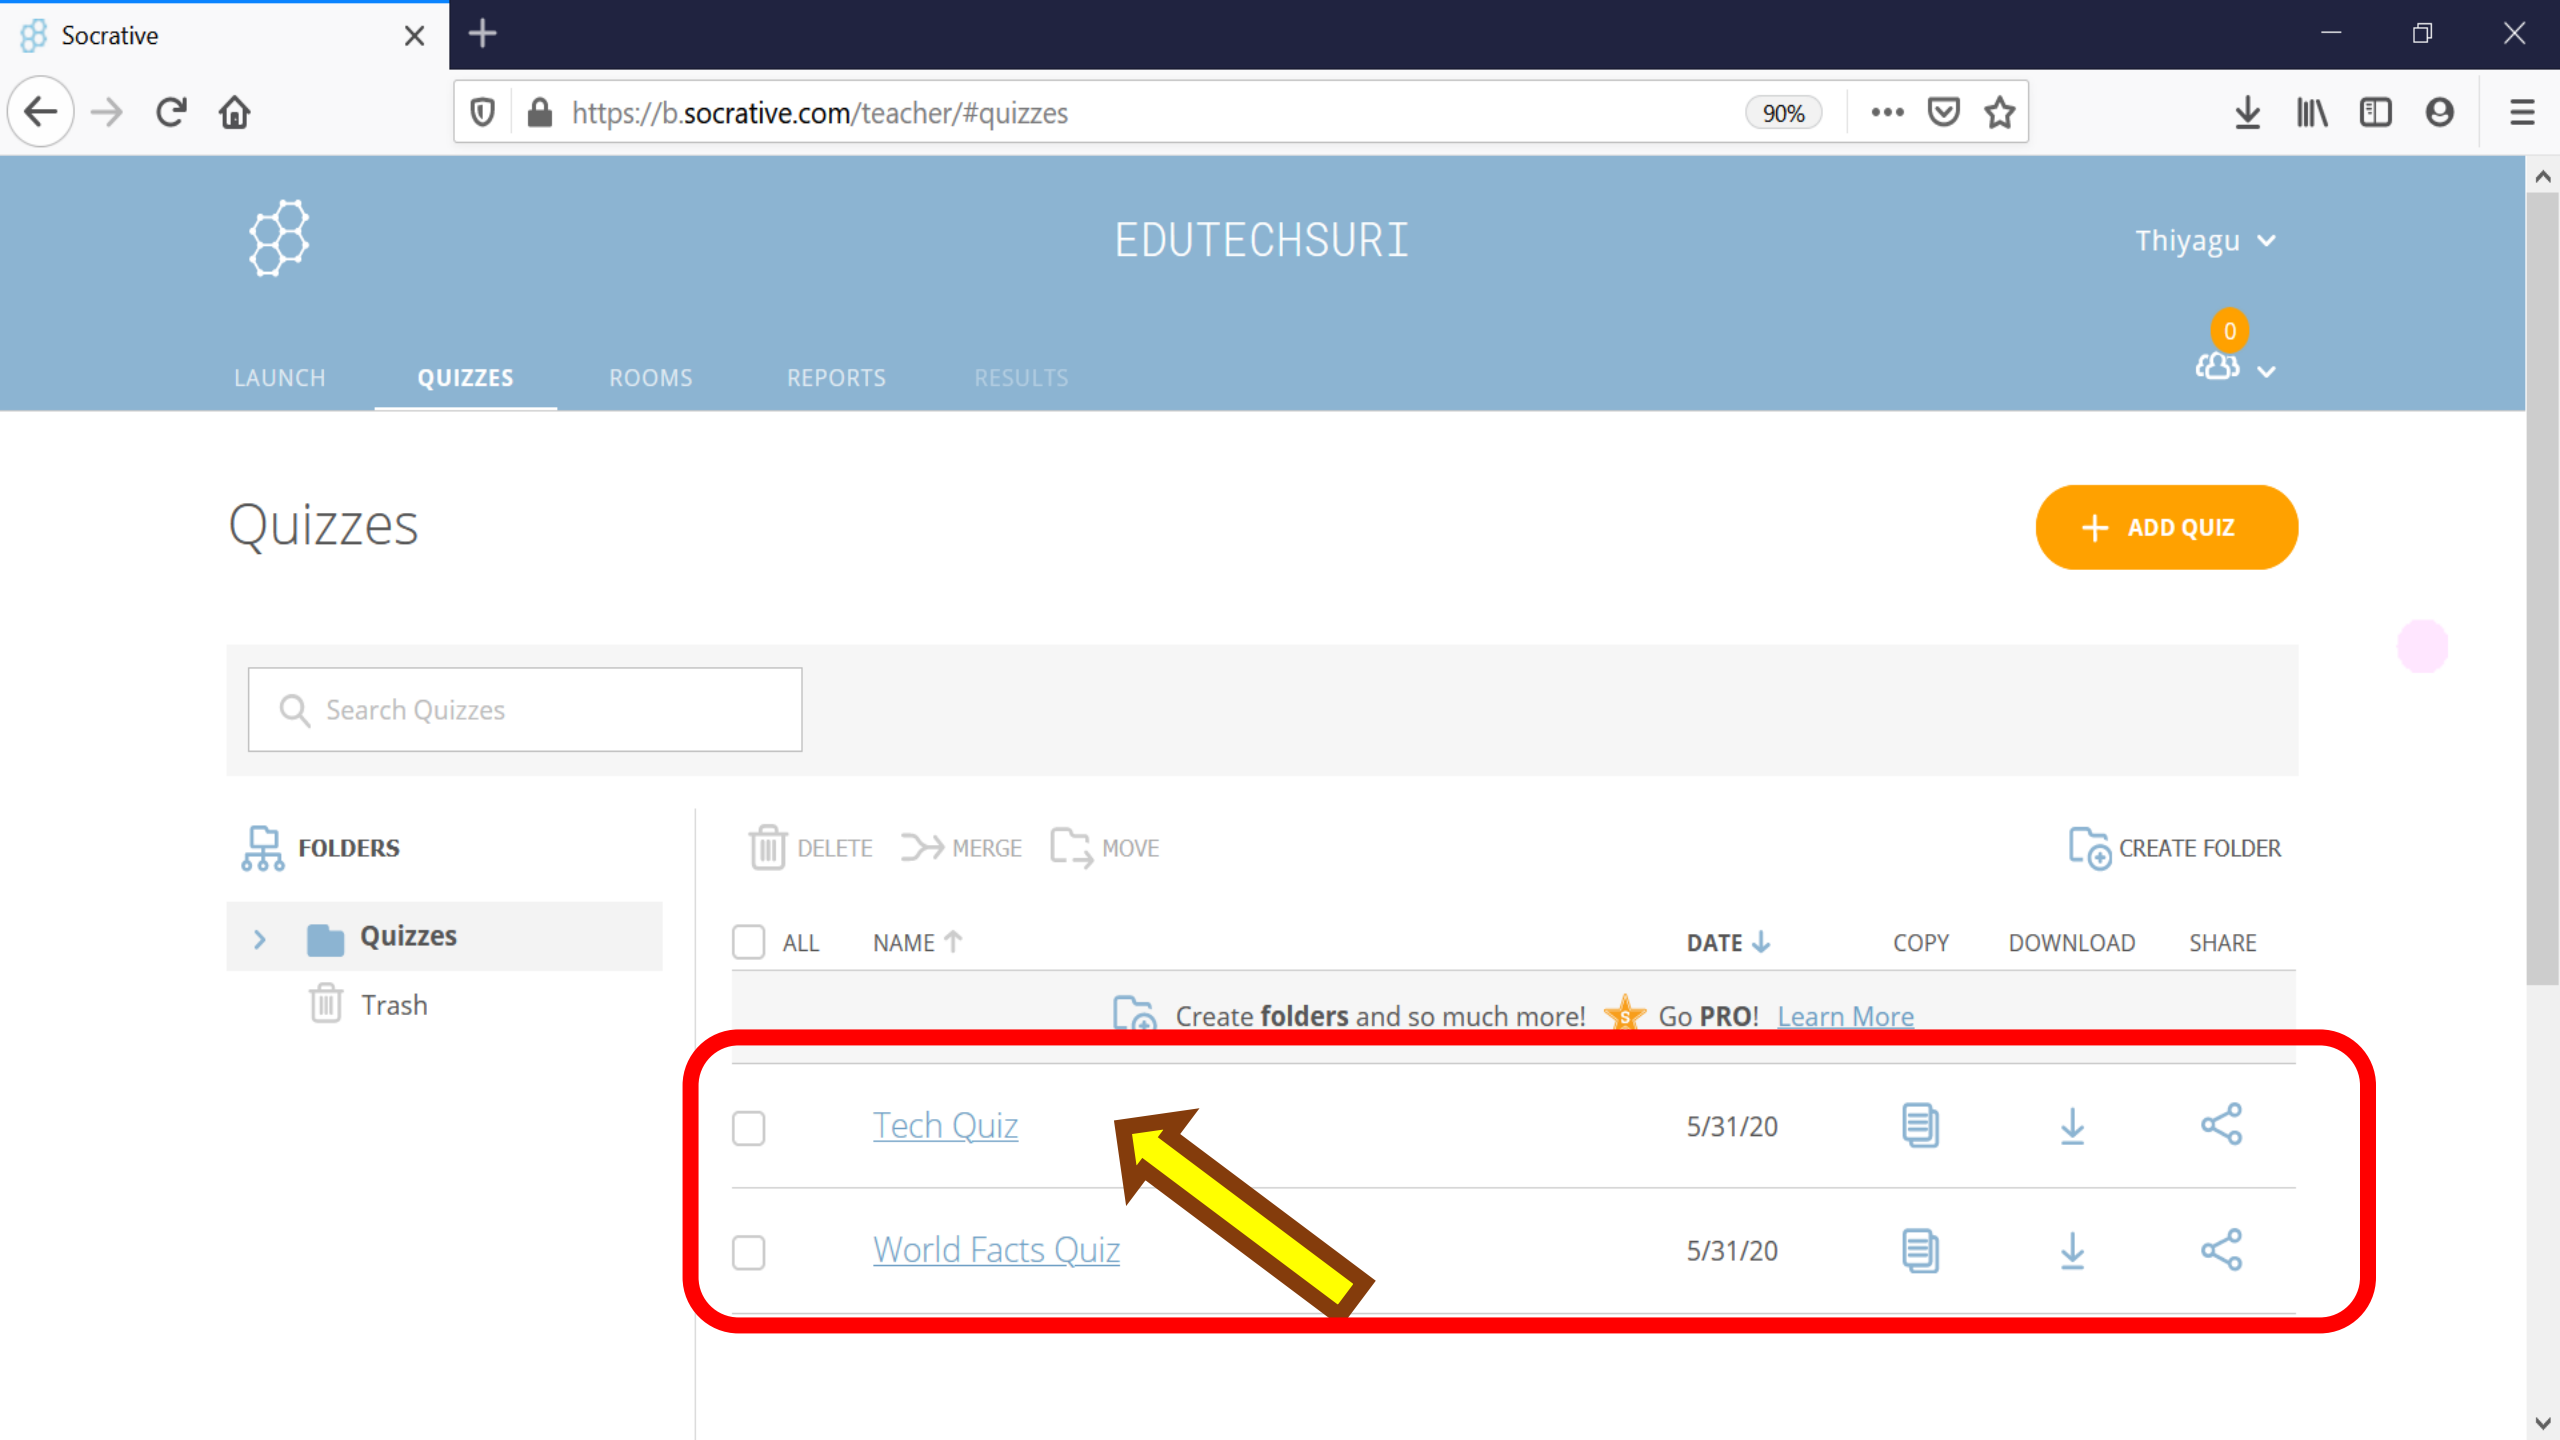 Socrative
https://b.socrative.com/teacher/#quizzes 90%
EDUTECHSURI
Thiyagu
0
LAUNCH QUIZZES ROOMS REPORTS RESULTS
Quizzes
ADD QUIZ
Search Quizzes
FOLDERS
DELETE MERGE MOVE
CREATE FOLDER
Quizzes
Trash
ALL NAME DATE COPY DOWNLOAD SHARE
Create folders and so much more! S Go PRO! Learn More
Tech Quiz 5/31/20
World Facts Quiz 5/31/20